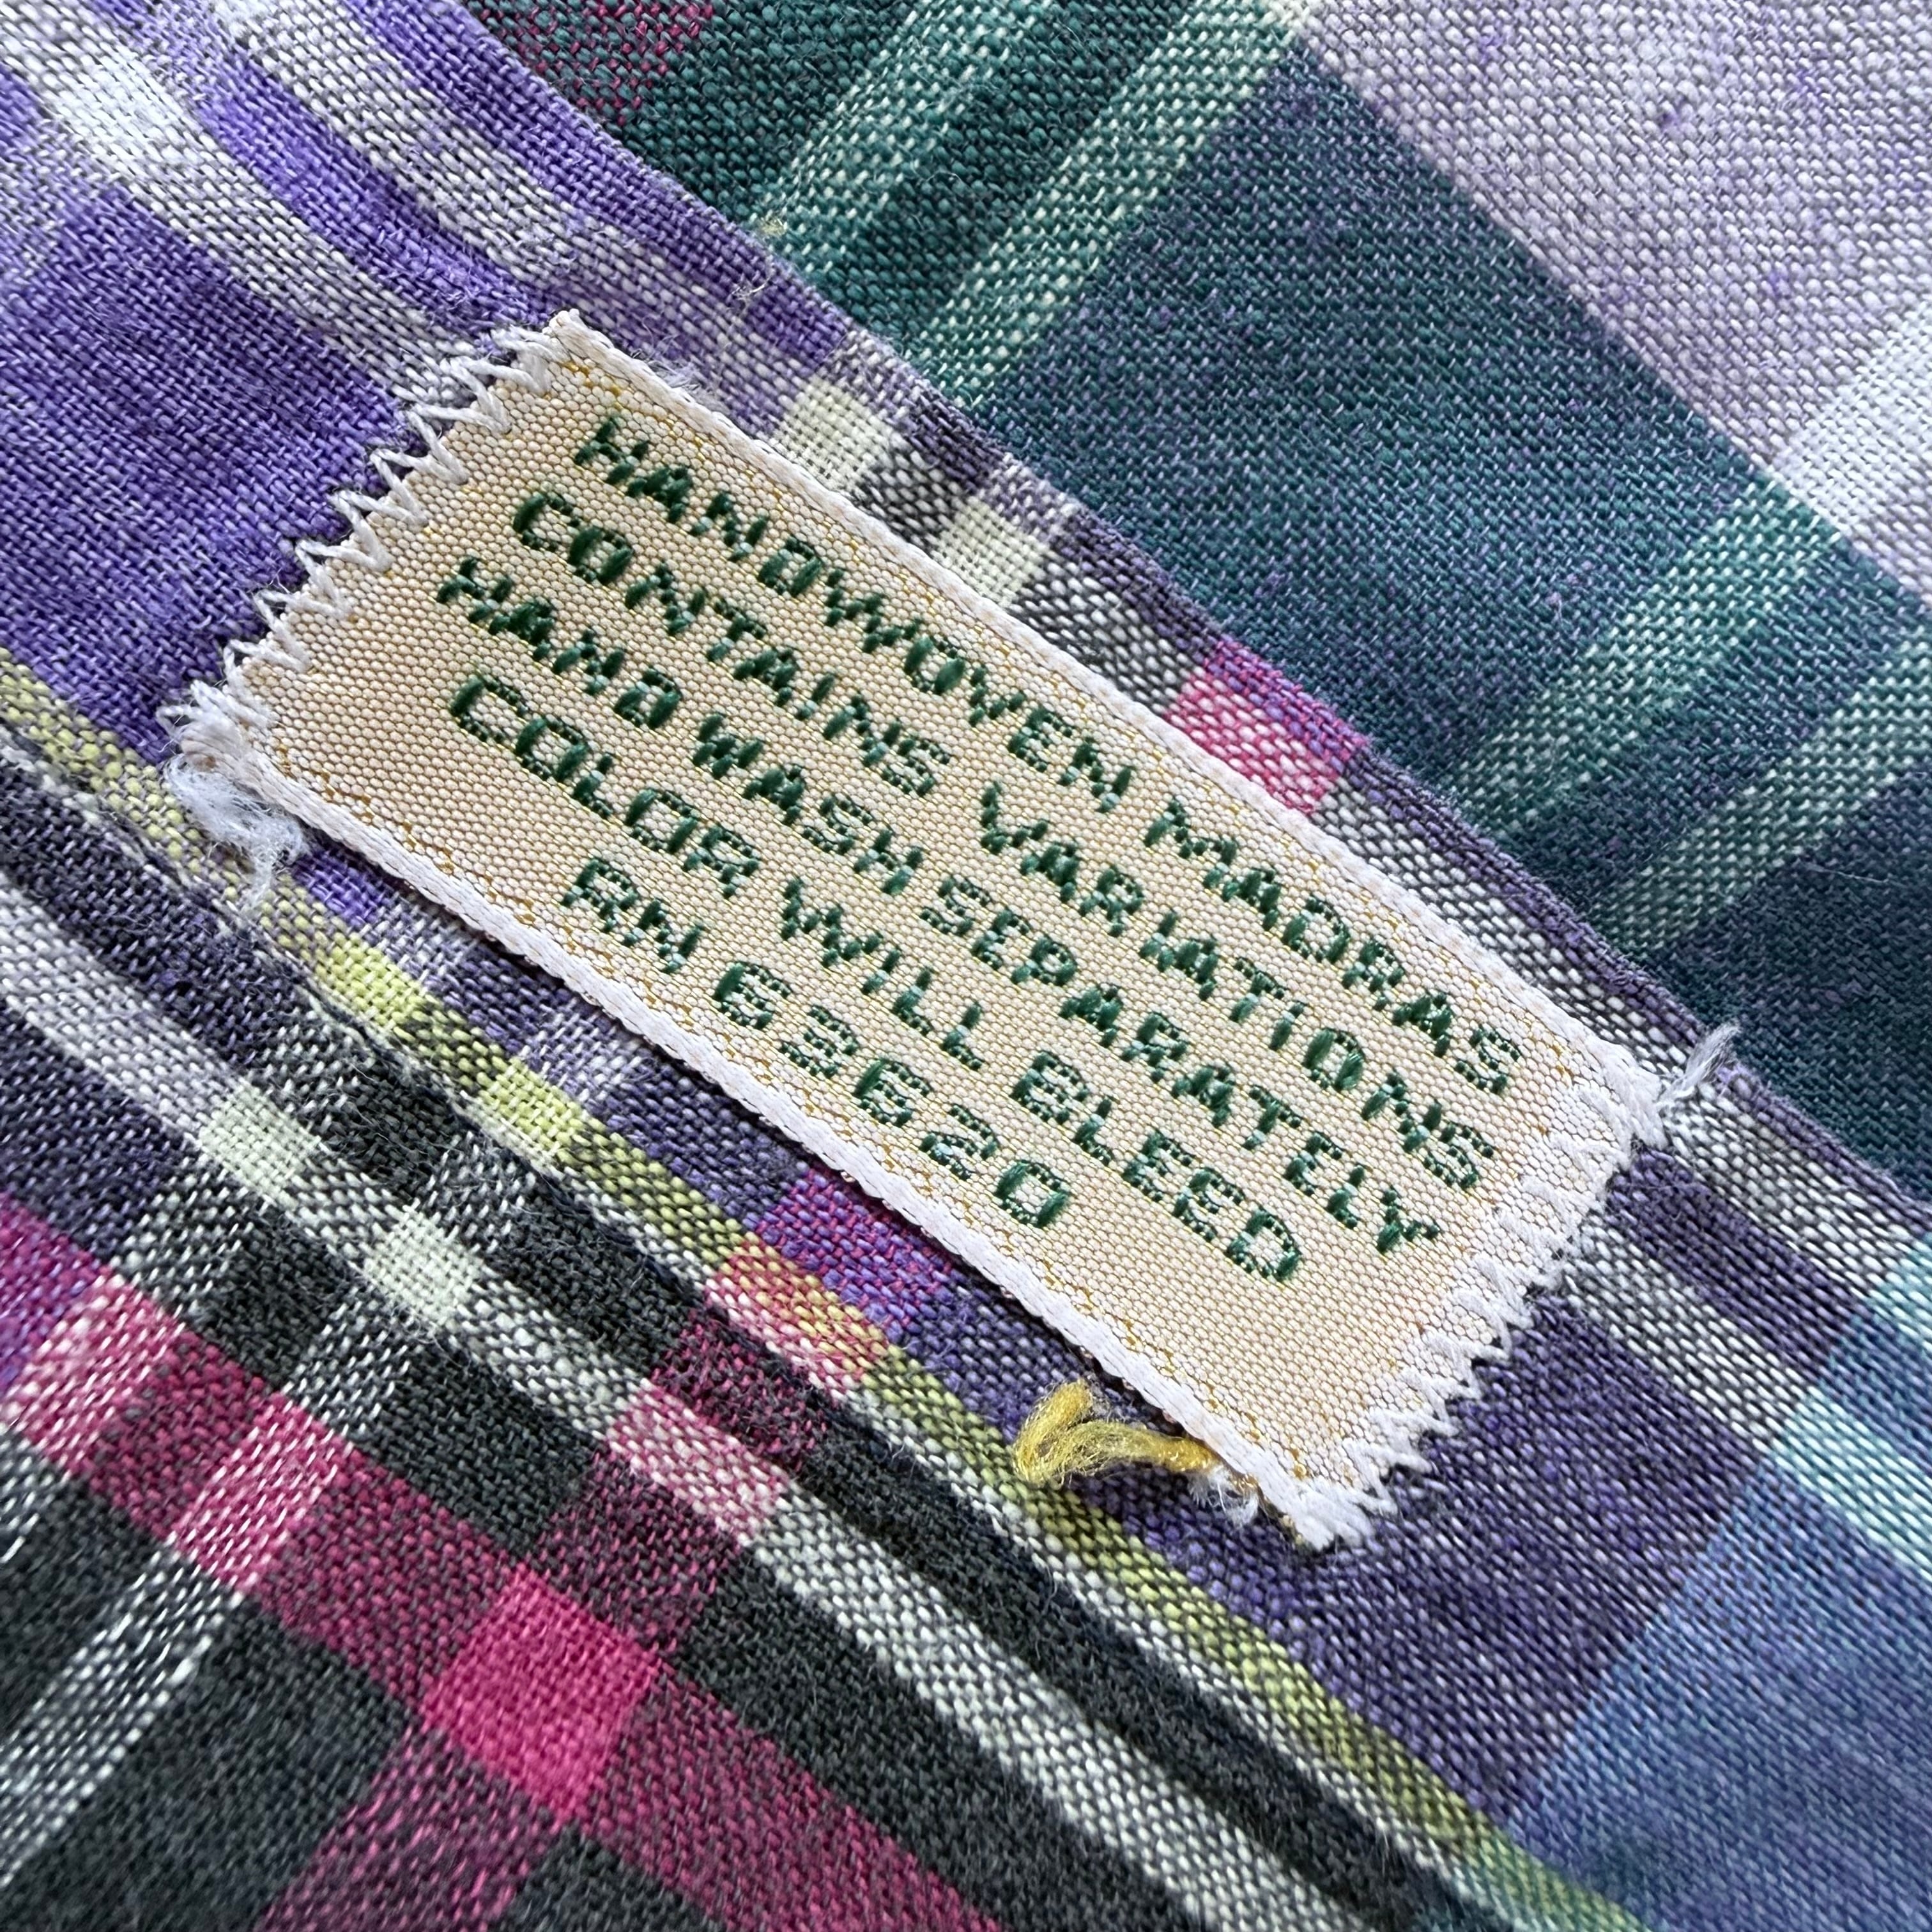 HANDWOVEN MADRAS
CONTAINS VARIATIONS
HAND WASH SEPARATELY
COLOR WILL BLEED
RN 63620